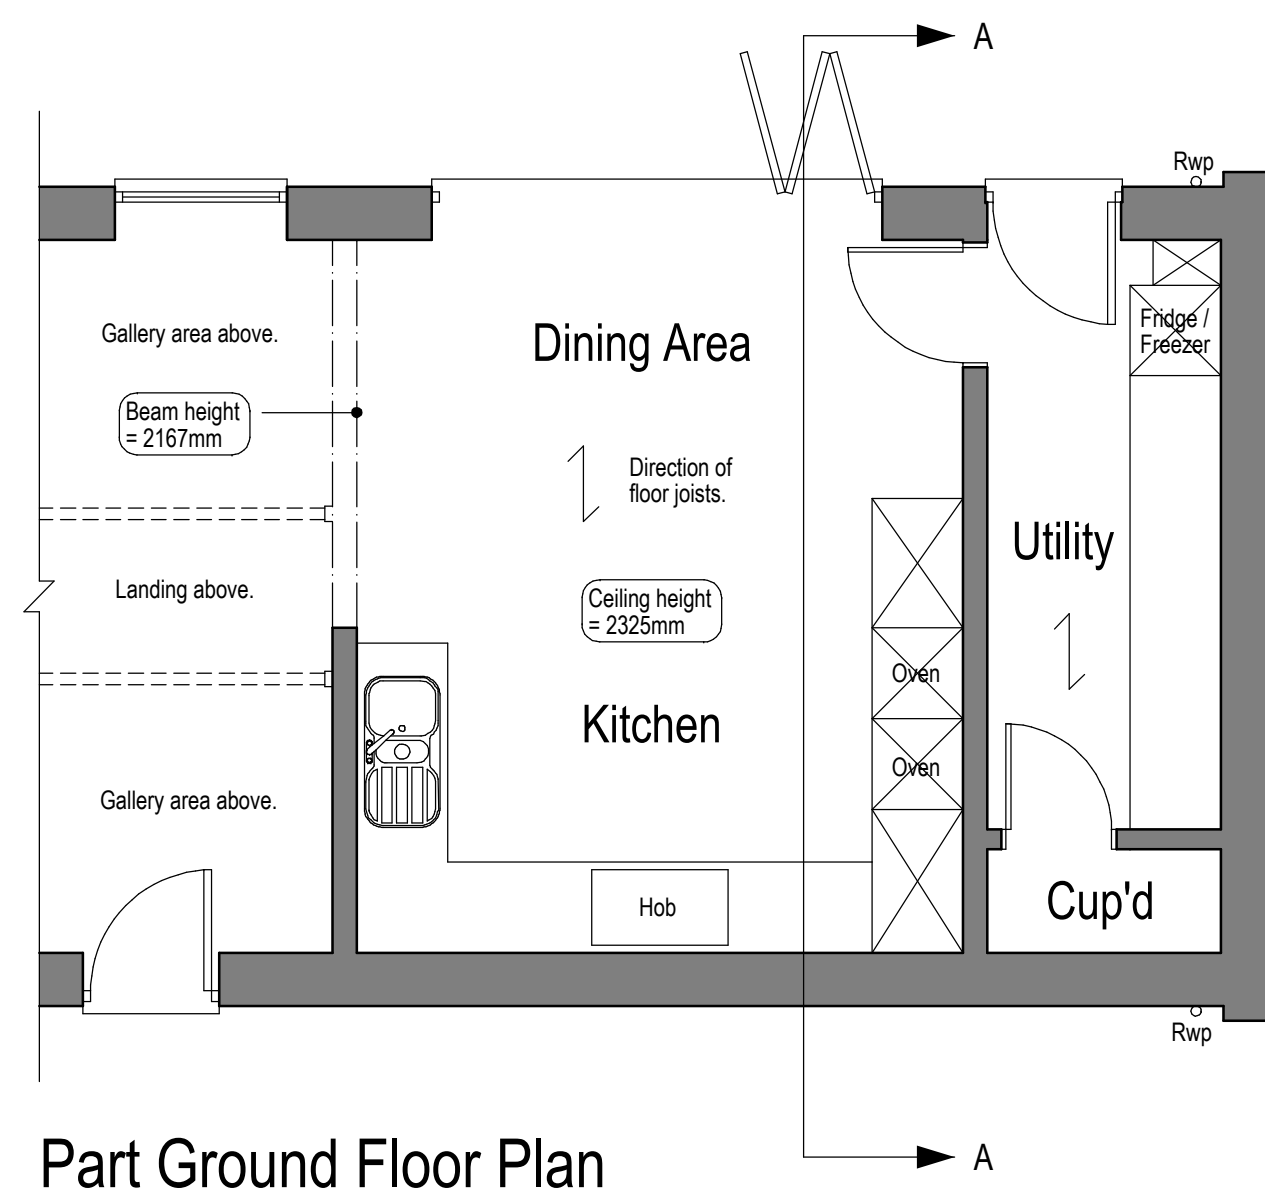 A
Rwp
Gallery area above.
Dining Area
Fridge /
Freezer
Beam height
= 2167mm
Direction of
floor joists.
Utility
Landing above.
Ceiling height
= 2325mm
Oven
Kitchen
Oven
Gallery area above.
Hob
Cup'd
Rwp
Part Ground Floor Plan
A